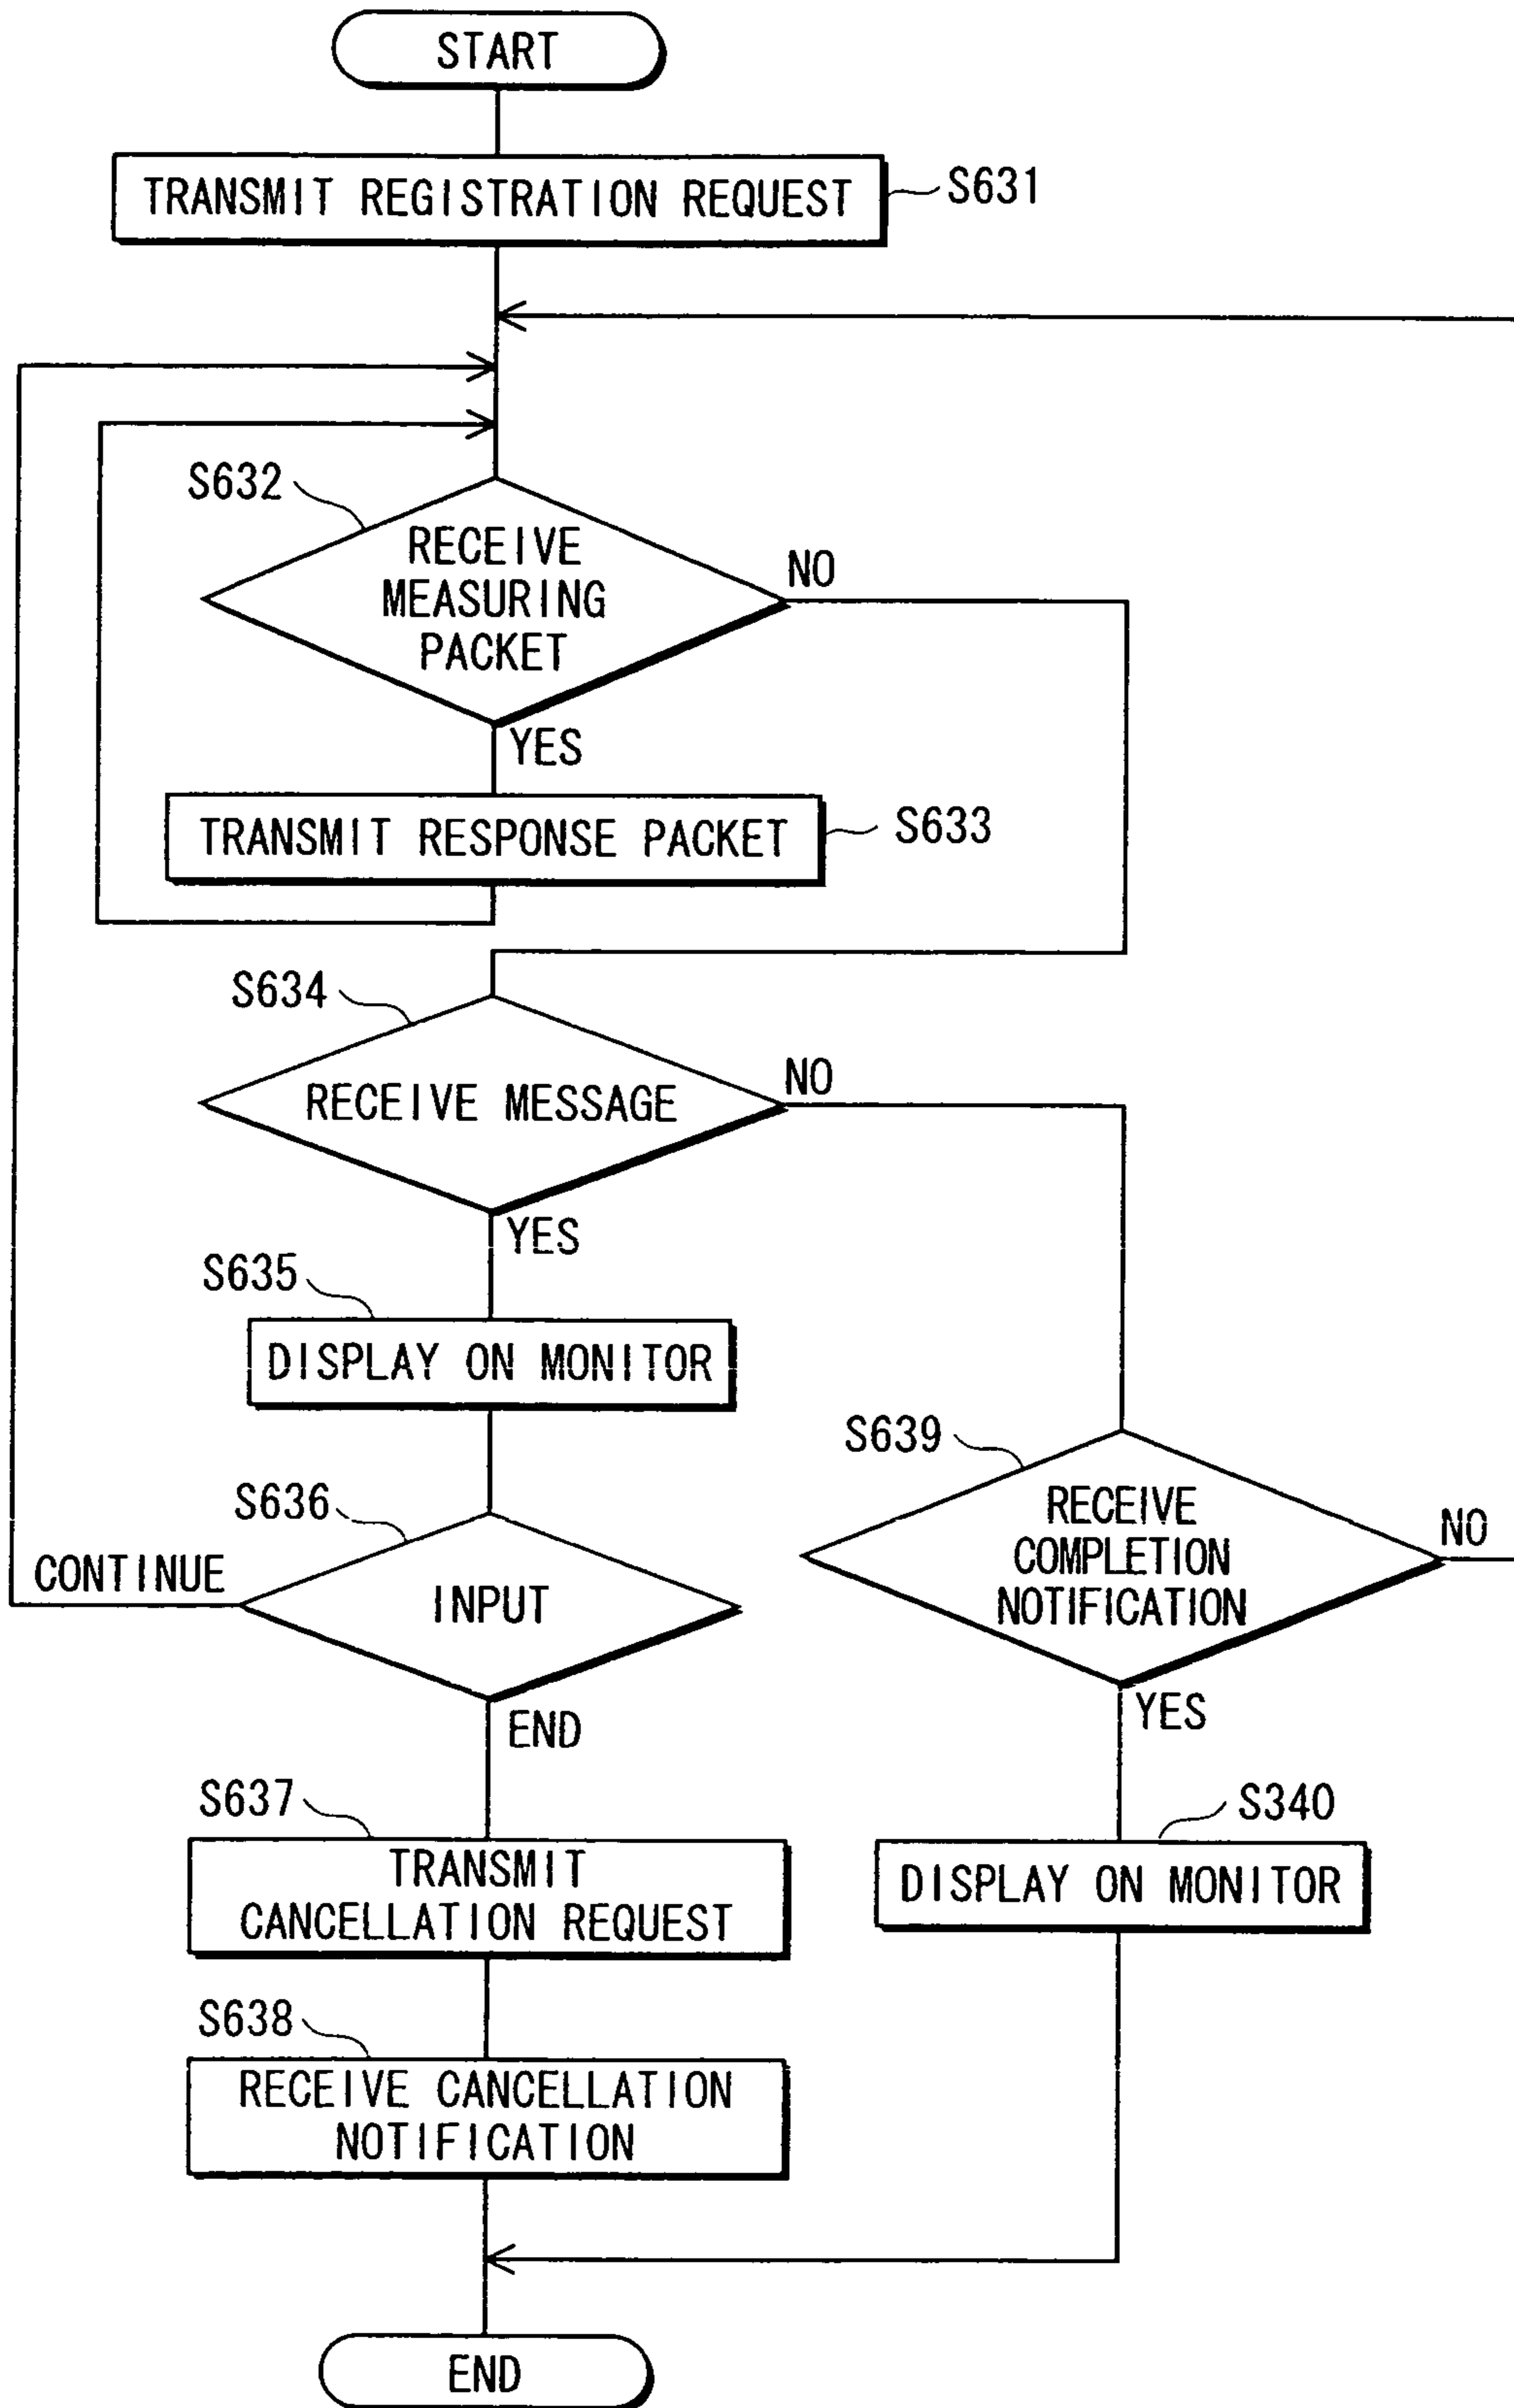 START
TRANSMIT REGISTRATION REQUEST
S631
S632
RECEIVE
MEASURING
PACKET
NO
YES
TRANSMIT RESPONSE PACKET
S633
S634
RECEIVE MESSAGE
NO
YES
S635
DISPLAY ON MONITOR
S636
INPUT
CONTINUE
END
S639
RECEIVE
COMPLETION
NOTIFICATION
NO
YES
S637
TRANSMIT
CANCELLATION REQUEST
S340
DISPLAY ON MONITOR
S638
RECEIVE CANCELLATION
NOTIFICATION
END